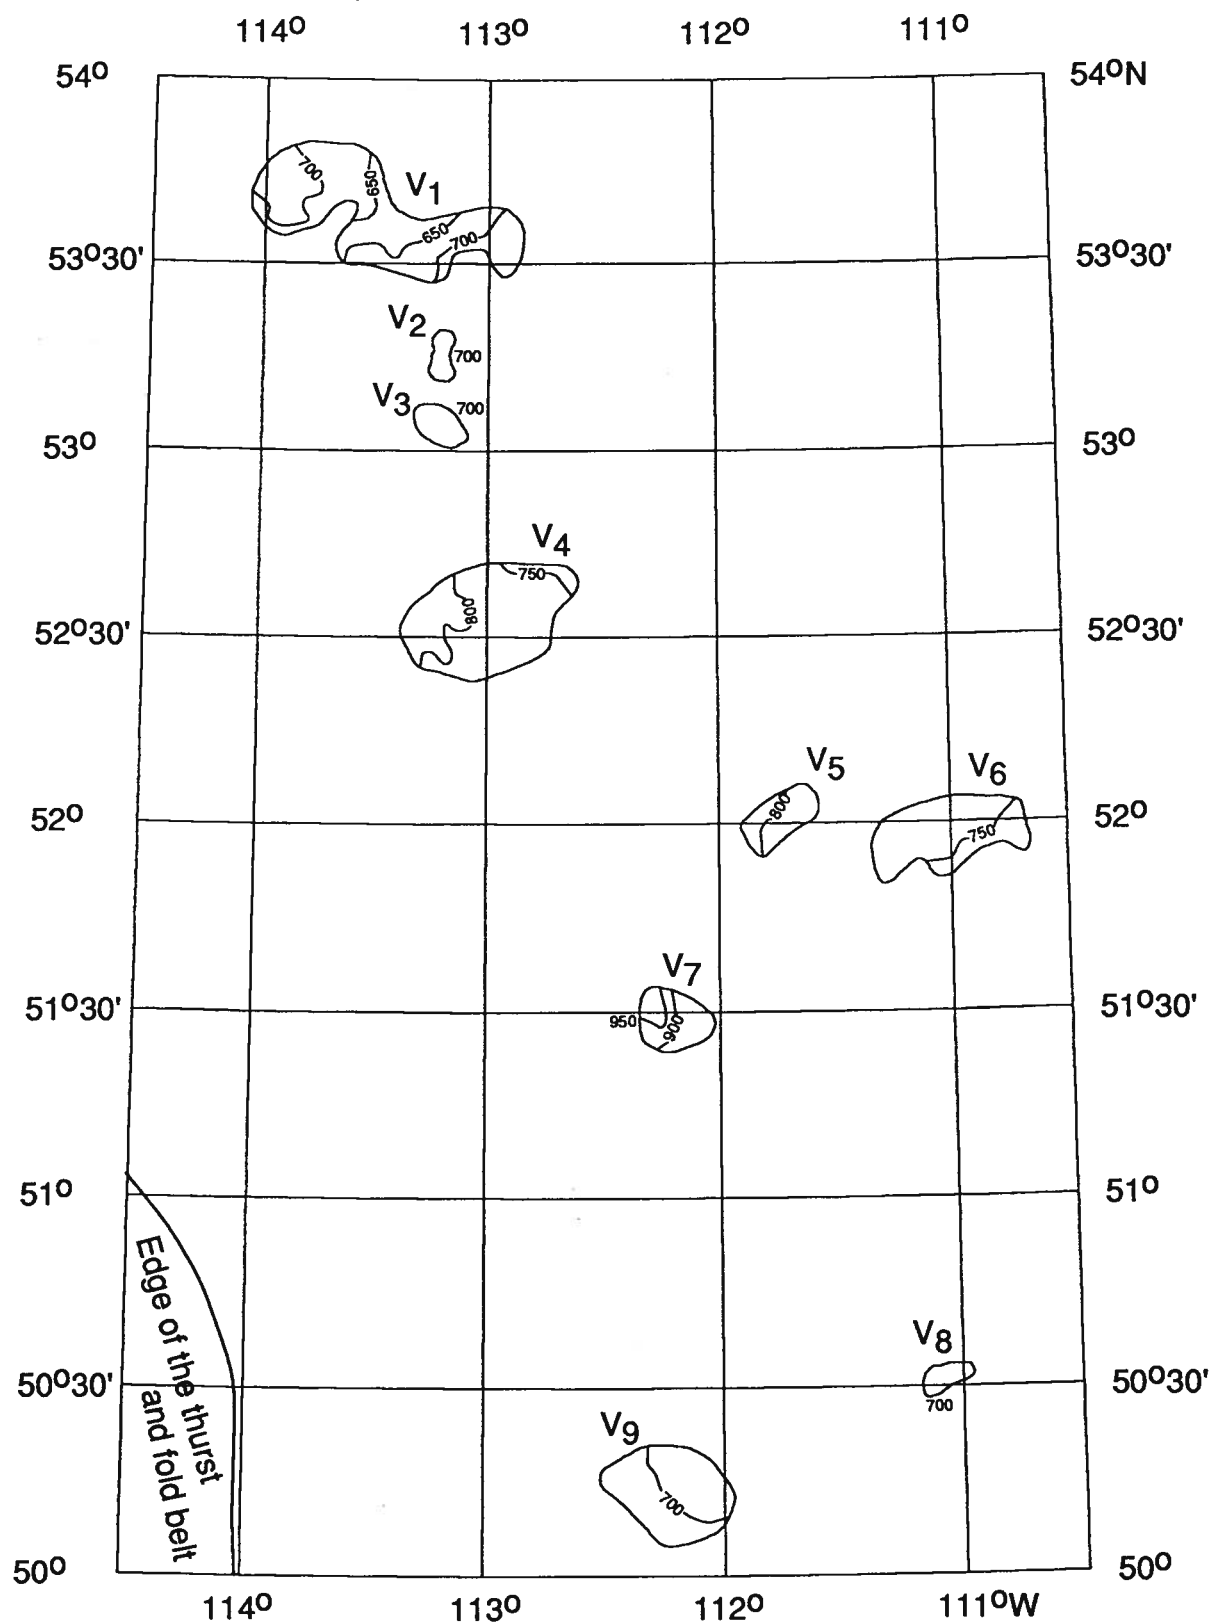 114º 113º 112º 111º
54º 54ºN
700
650
V1
650
700
53º30' 53º30'
V2
700
V3
700
53º 53º
V4
750
800
52º30' 52º30'
V5
V6
800
52º 52º
750
V7
51º30' 51º30'
950
900
51º 51º
Edge of the thurst
and fold belt
V8
50º30' 50º30'
700
V9
700
50º 50º
114º 113º 112º 111ºW